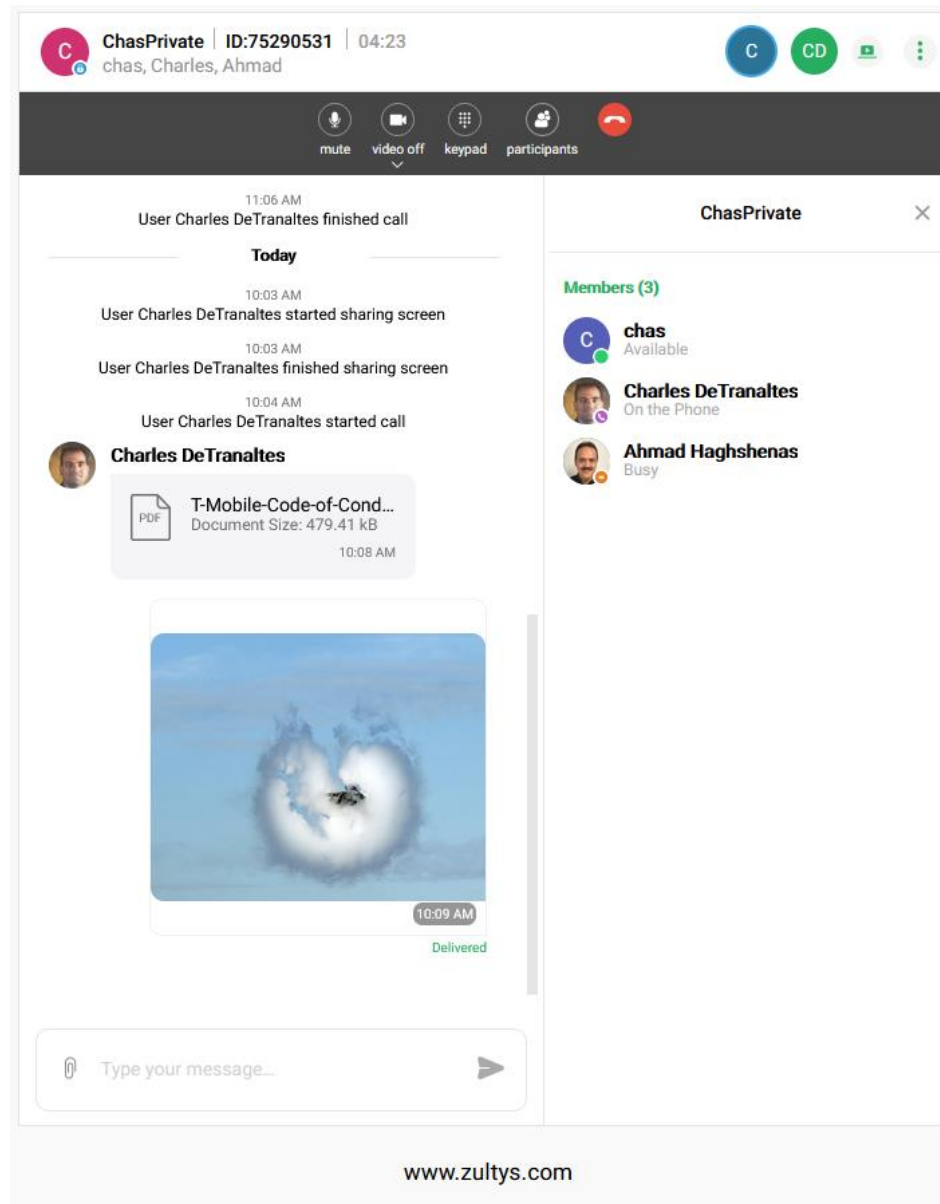 C
ChasPrivate ID:75290531 04:23
chas, Charles, Ahmad
C
CD
mute video off keypad participants
11:06 AM
User Charles DeTranaltes finished call
Today
10:03 AM
User Charles DeTranaltes started sharing screen
10:03 AM
User Charles DeTranaltes finished sharing screen
10:04 AM
User Charles DeTranaltes started call
Charles DeTranaltes
PDF
T-Mobile-Code-of-Cond...
Document Size: 479.41 kB
10:08 AM
10:09 AM
Delivered
Type your message...
ChasPrivate
Members (3)
C
chas
Available
Charles DeTranaltes
On the Phone
Ahmad Haghshenas
Busy
www.zultys.com